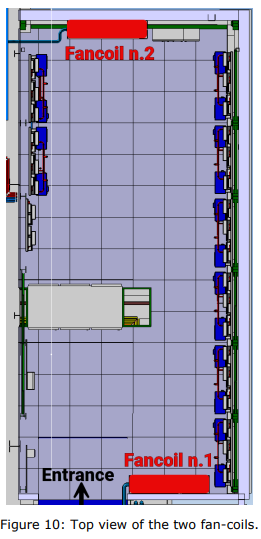 Fancoil n.2
Fancoil n.1
Entrance
Figure 10: Top view of the two fan-coils.